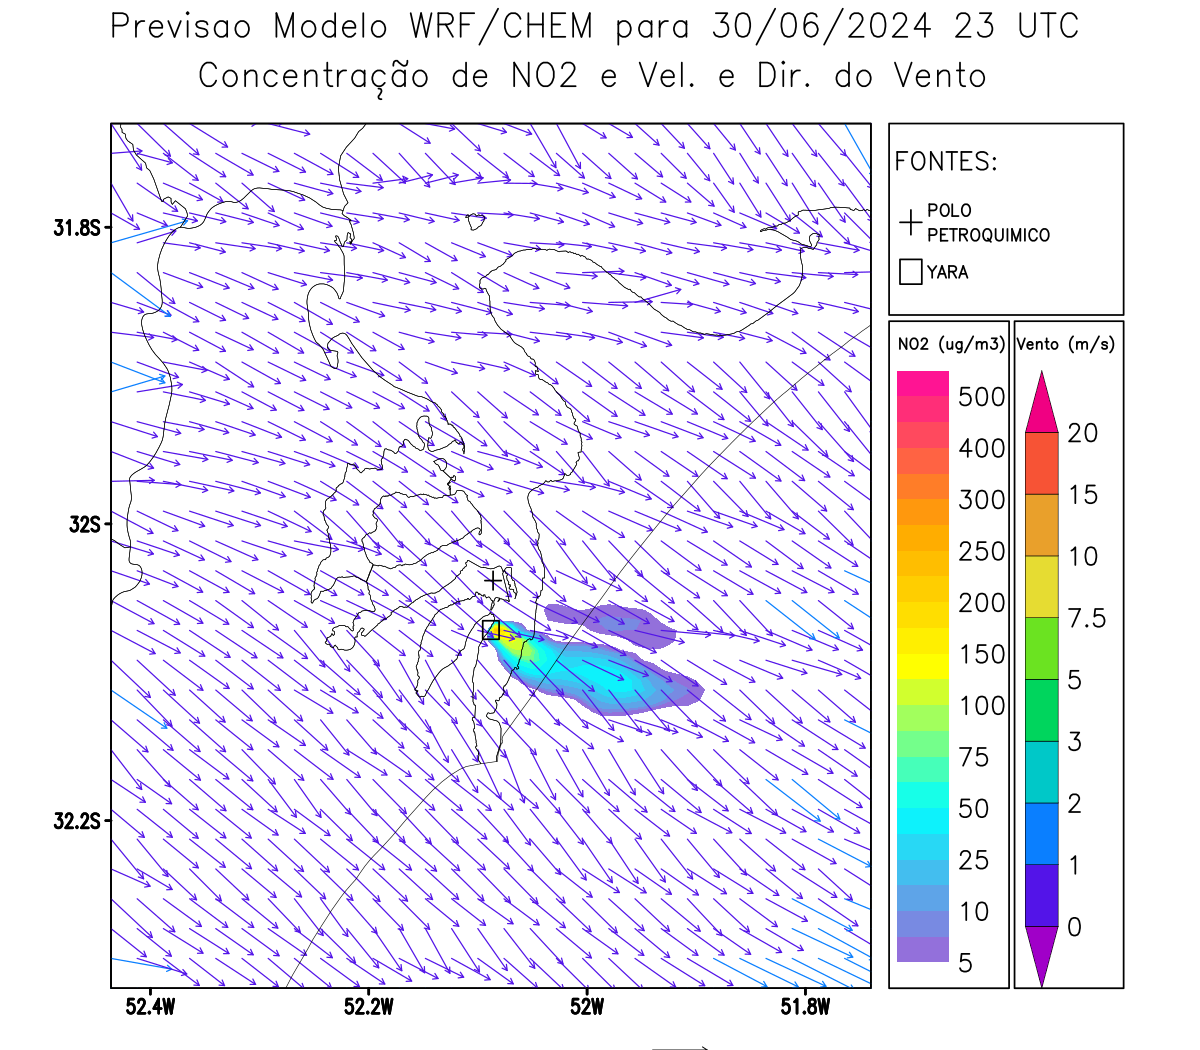 Previsao Modelo WRF/CHEM para 30/06/2024 23 UTC
Concentração de NO2 e Vel. e Dir. do Vento
FONTES:
POLO
PETROQUIMICO
YARA
NO2 (ug/m3)
500
400
300
250
200
150
100
75
50
25
10
5
Vento (m/s)
20
15
10
7.5
5
3
2
1
0
31.8S
32S
32.2S
52.4W
52.2W
52W
51.8W